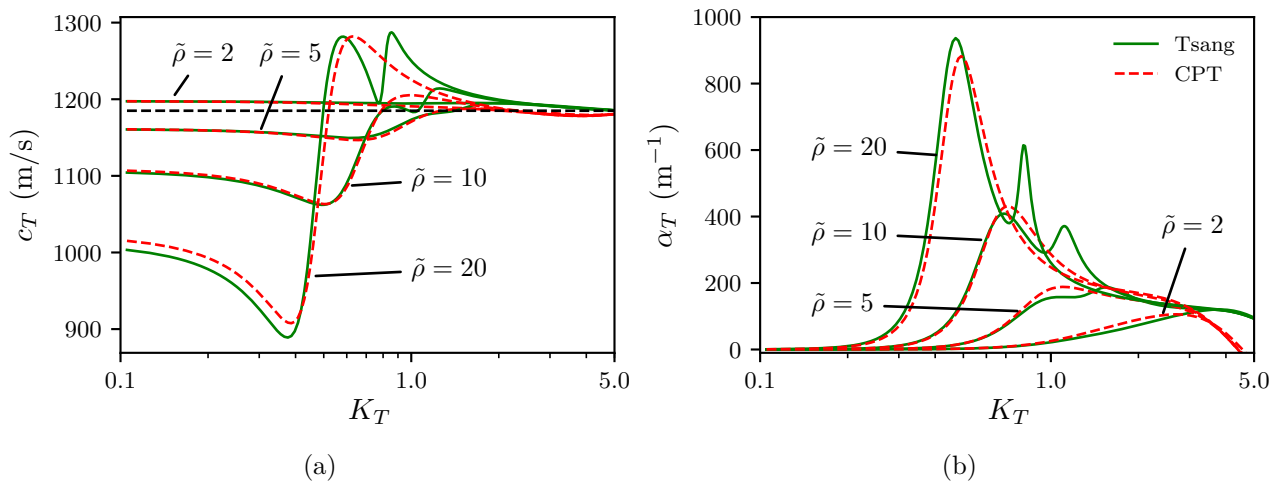 1300
1200
1100
1000
900
c_T (m/s)
ρ̃ = 2
ρ̃ = 5
ρ̃ = 10
ρ̃ = 20
0.1
1.0
5.0
K_T
(a)
1000
800
600
400
200
0
α_T (m⁻¹)
Tsang
CPT
ρ̃ = 20
ρ̃ = 2
ρ̃ = 10
ρ̃ = 5
0.1
1.0
5.0
K_T
(b)